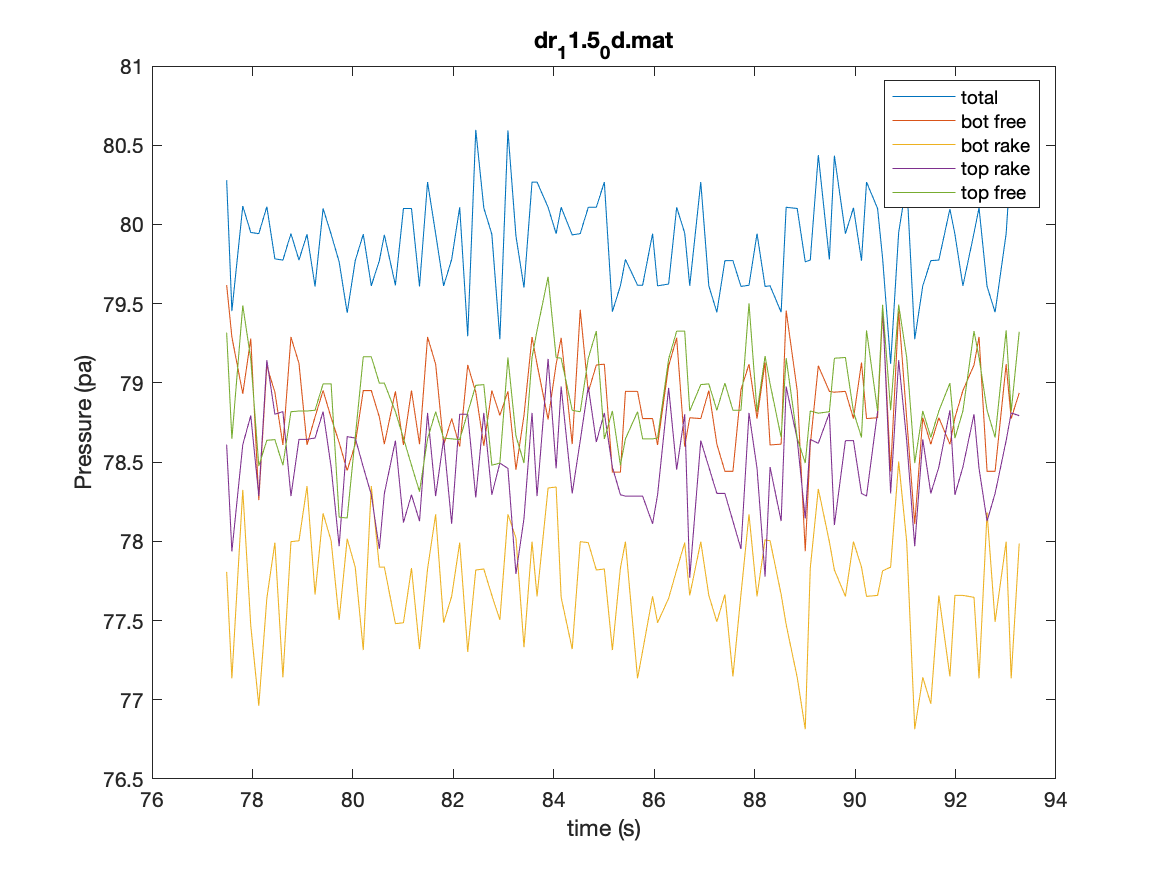 dr₁1.5₀d.mat
81
80.5
80
79.5
79
78.5
78
77.5
77
76.5
Pressure (pa)
total
bot free
bot rake
top rake
top free
76 78 80 82 84 86 88 90 92 94
time (s)